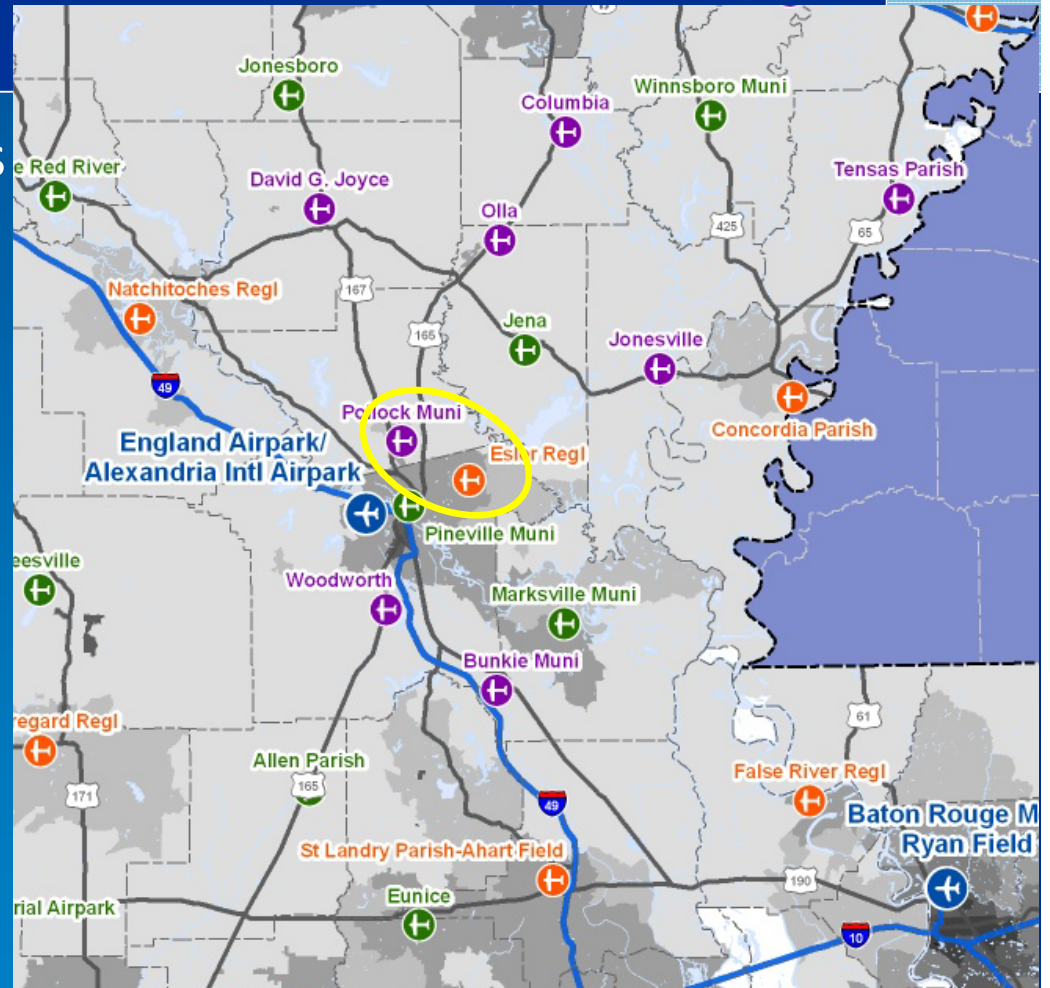 Jonesboro
Columbia
Winnsboro Muni
e Red River
David G. Joyce
Tensas Parish
Olla
425
65
Natchitoches Regl
167
165
Jena
Jonesville
49
Pollock Muni
England Airpark/
Alexandria Intl Airpark
Esler Regl
Concordia Parish
Pineville Muni
eesville
Woodworth
Marksville Muni
Bunkie Muni
regard Regl
61
Allen Parish
165
171
False River Regl
49
Baton Rouge M
Ryan Field
St Landry Parish-Ahart Field
190
Eunice
rial Airpark
10